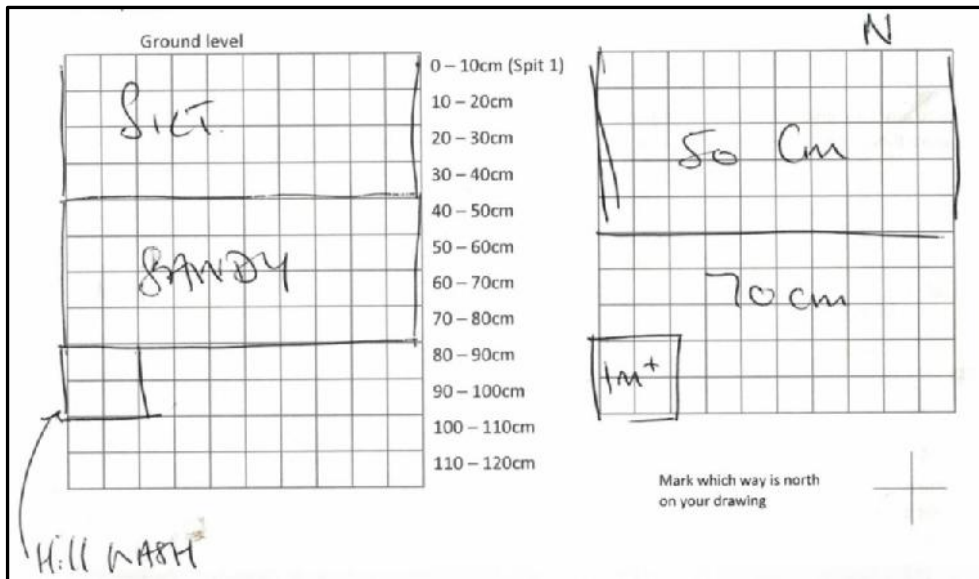 Ground level
0 – 10cm (Spit 1)
10 – 20cm
20 – 30cm
30 – 40cm
40 – 50cm
50 – 60cm
60 – 70cm
70 – 80cm
80 – 90cm
90 – 100cm
100 – 110cm
110 – 120cm
SILT.
SANDY
Hill WASH
N
50 Cm
70 cm
1m+
Mark which way is north
on your drawing